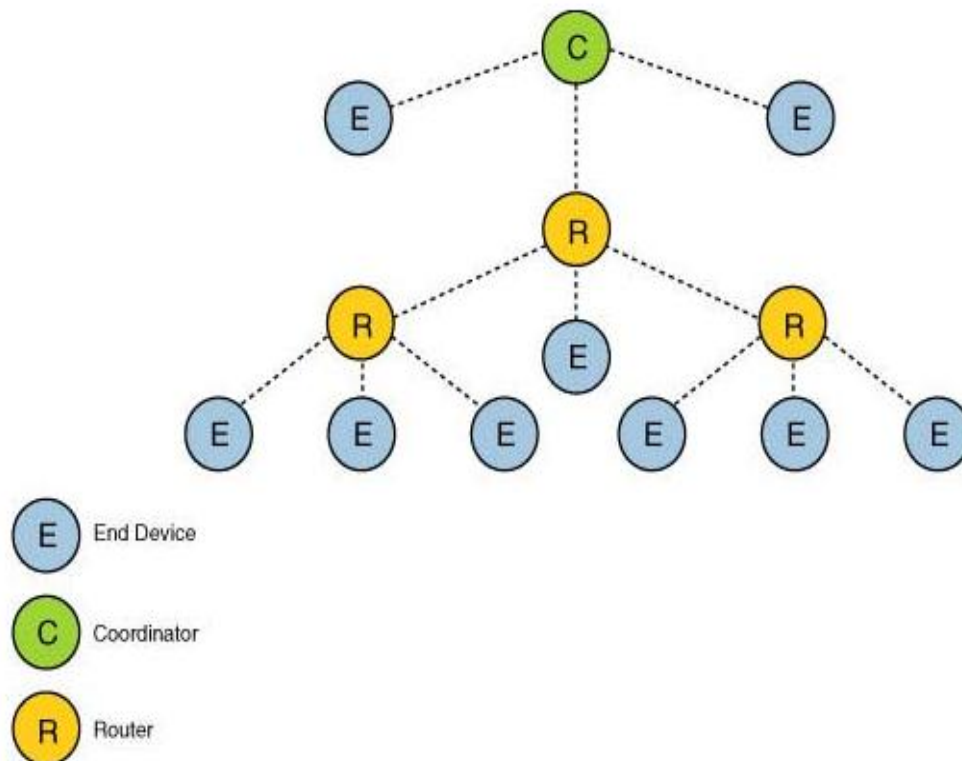 C
E E
R
R R
E
E E E E E E
E End Device
C Coordinator
R Router